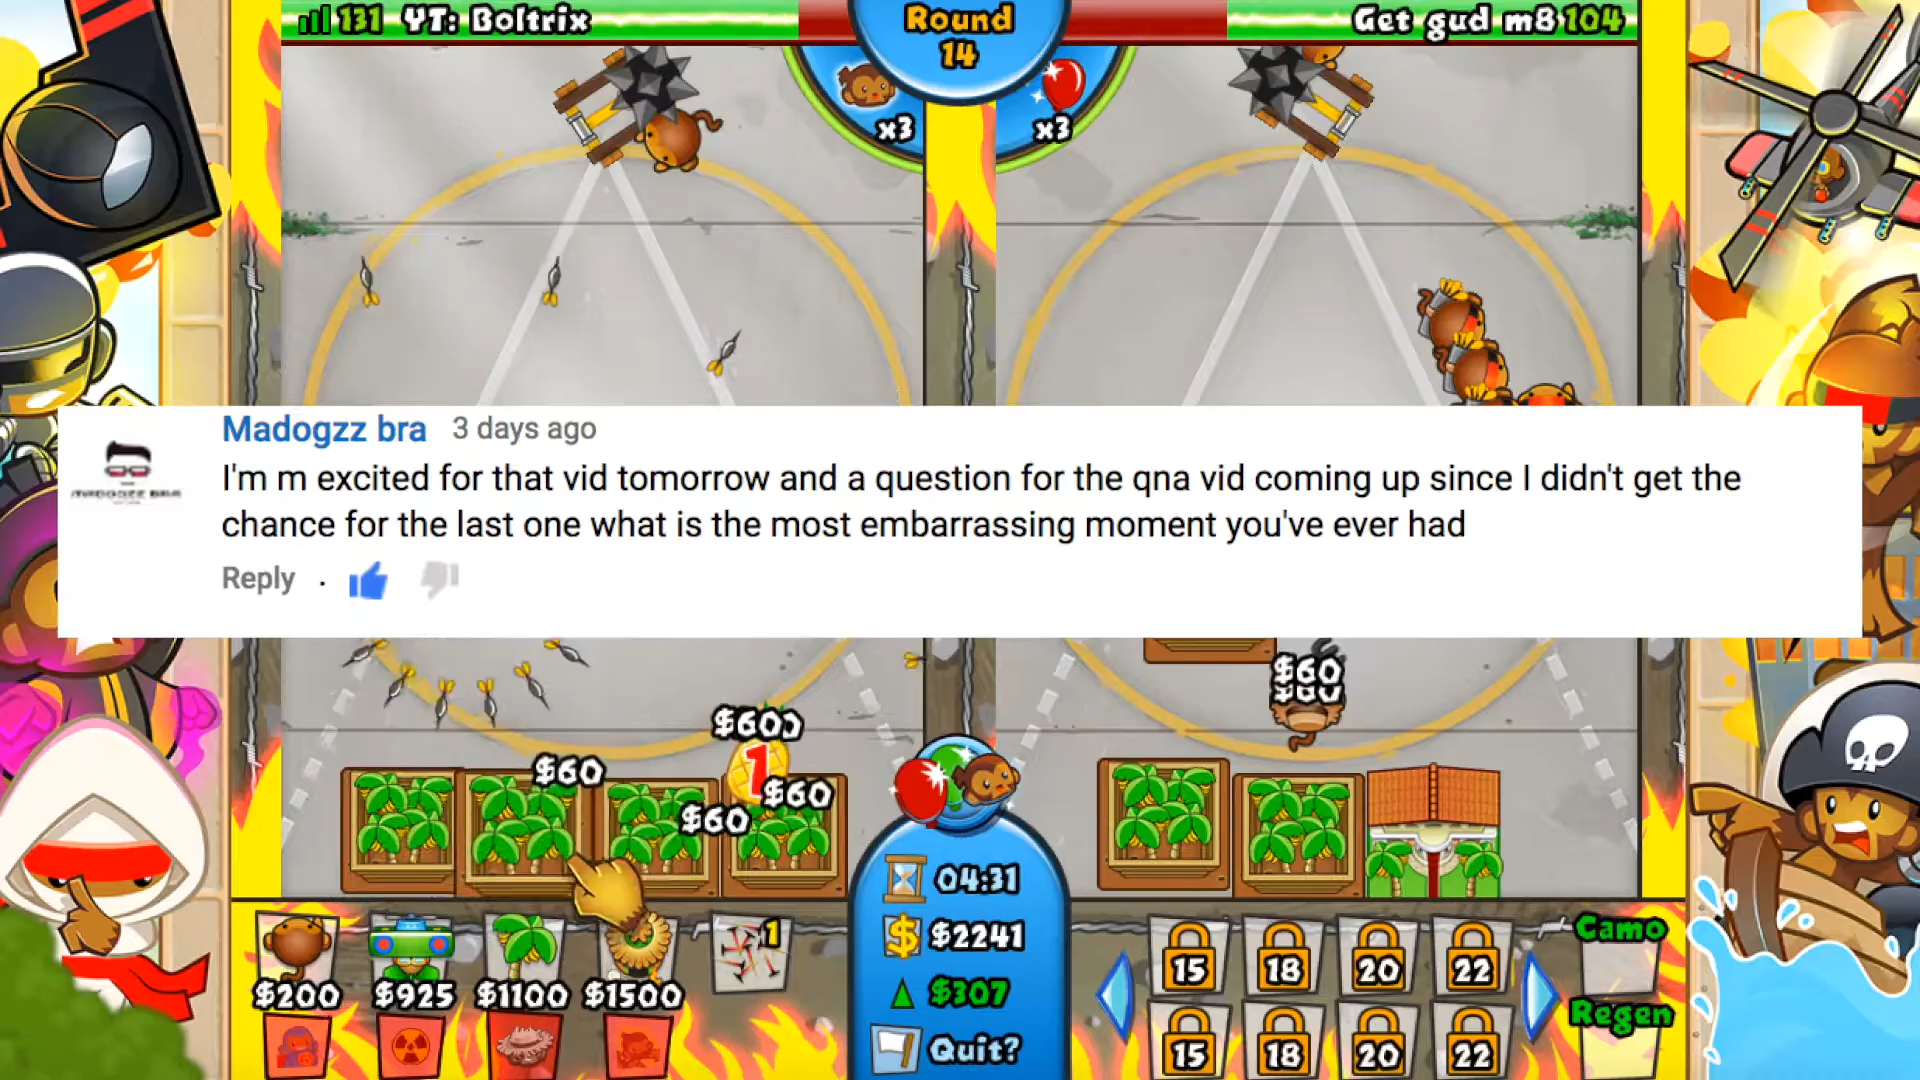 131 YT: Boltrix
Round
14
Get gud m8 104
x3
x3
Madogzz bra 3 days ago
I'm m excited for that vid tomorrow and a question for the qna vid coming up since I didn't get the
chance for the last one what is the most embarrassing moment you've ever had
Reply .
$60
$60
1
$60
$60
$60
04:31
$2241
$307
Quit?
1
$200 $925 $1100 $1500
15 18 20 22
15 18 20 22
Camo
Regen